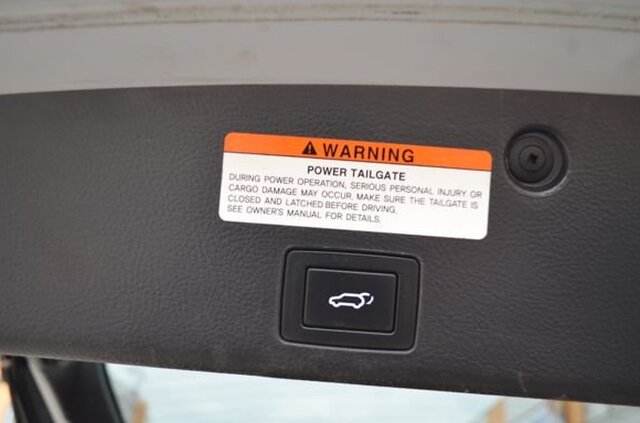 WARNING
POWER TAILGATE
DURING POWER OPERATION, SERIOUS PERSONAL INJURY OR
CARGO DAMAGE MAY OCCUR. MAKE SURE THE TAILGATE IS
CLOSED AND LATCHED BEFORE DRIVING.
SEE OWNER'S MANUAL FOR DETAILS.